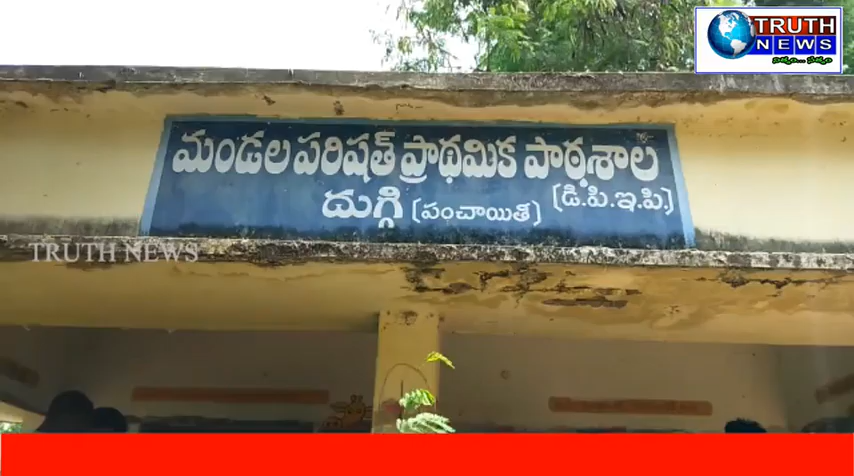 TRUTH
NEWS
మండల పరిషత్ ప్రాథమిక పాఠశాల
(డి.పి.ఇ.పి.)
దుగ్గి (పంచాయితీ)
TRUTH NEWS